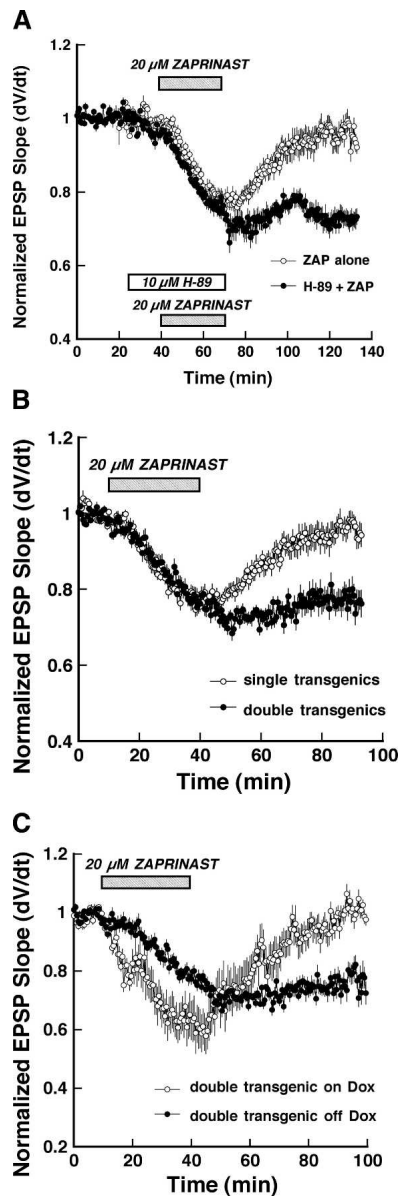 A
20 µM ZAPRINAST
1.2
1
0.8
0.6
0.4
Normalized EPSP Slope (dV/dt)
ZAP alone
H-89 + ZAP
10 µM H-89
20 µM ZAPRINAST
0 20 40 60 80 100 120 140
Time (min)
B
20 µM ZAPRINAST
1.2
1
0.8
0.6
0.4
Normalized EPSP Slope (dV/dt)
single transgenics
double transgenics
0 20 40 60 80 100
Time (min)
C
20 µM ZAPRINAST
1.2
1
0.8
0.6
0.4
0.2
Normalized EPSP Slope (dV/dt)
double transgenic on Dox
double transgenic off Dox
0 20 40 60 80 100
Time (min)